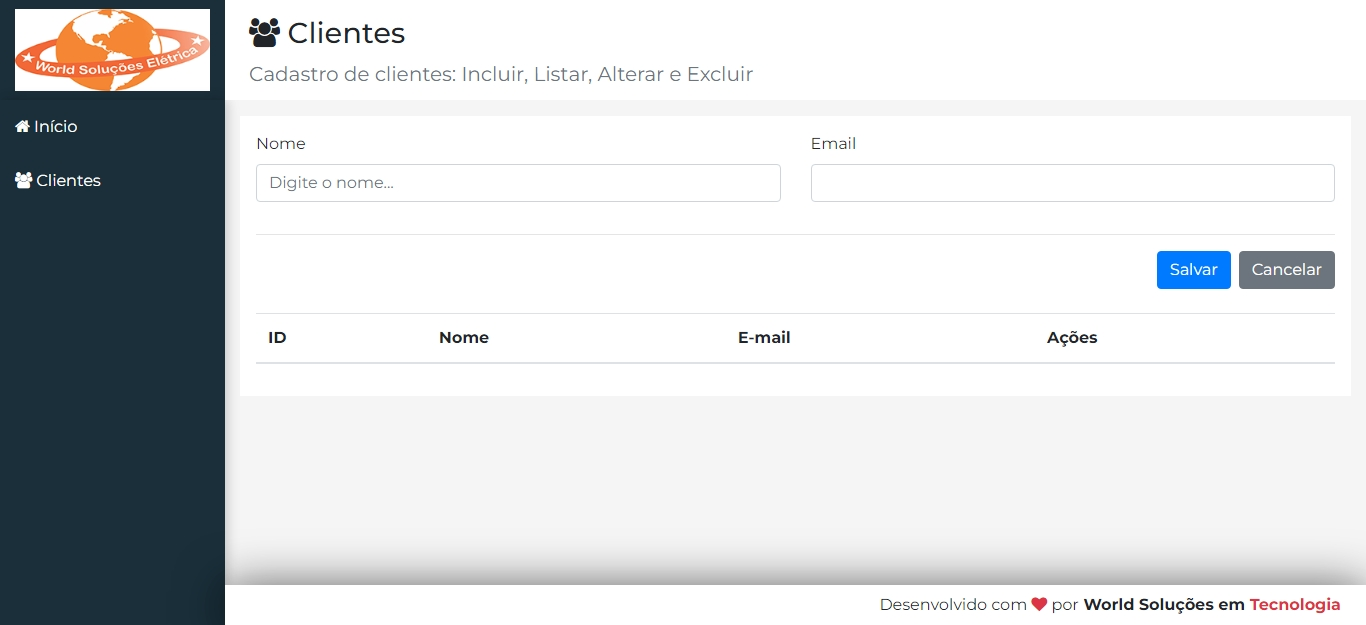 World Soluções Elétrica
Clientes
Cadastro de clientes: Incluir, Listar, Alterar e Excluir
Início
Clientes
Nome Email
Digite o nome...
Salvar Cancelar
ID Nome E-mail Ações
Desenvolvido com por World Soluções em Tecnologia